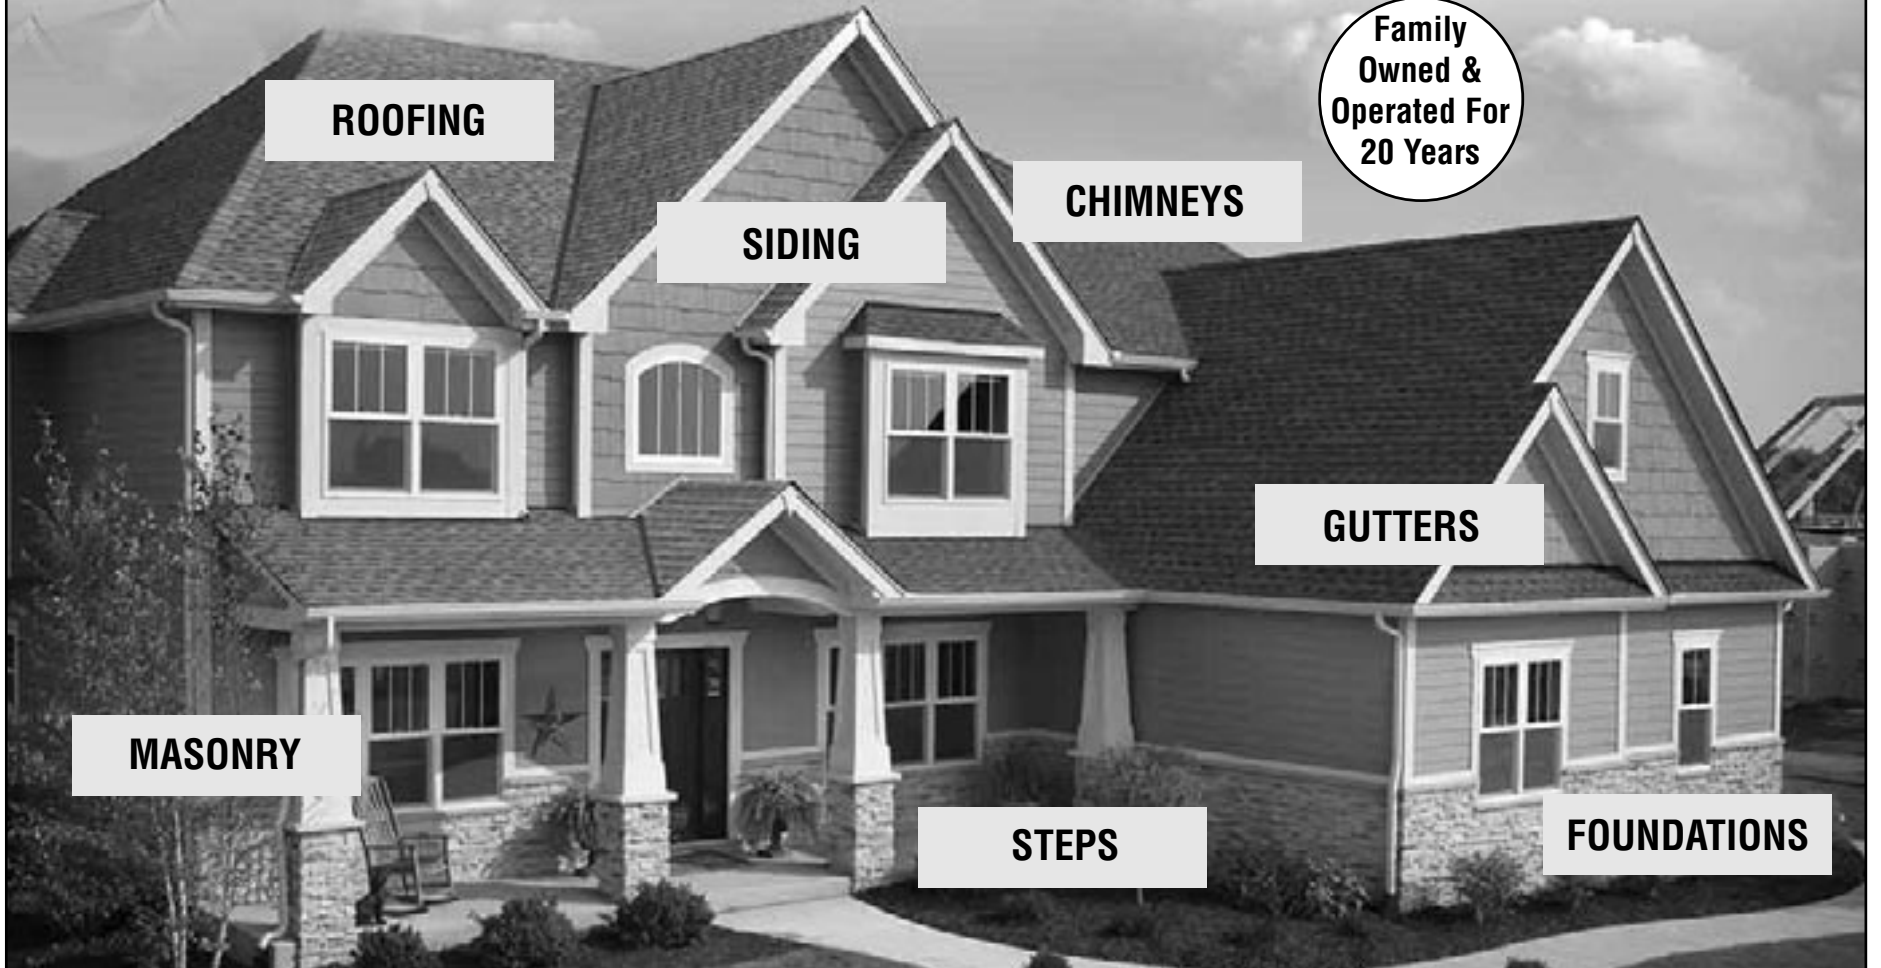 Family
Owned &
Operated For
20 Years
ROOFING
CHIMNEYS
SIDING
GUTTERS
MASONRY
STEPS
FOUNDATIONS